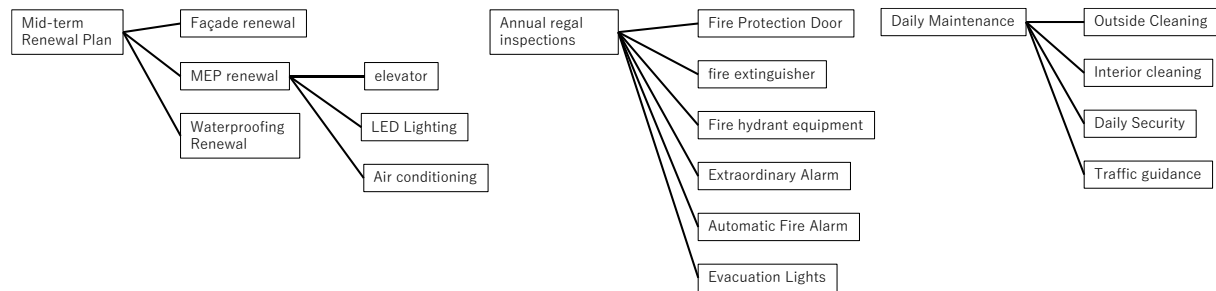 Mid-term
Renewal Plan
Façade renewal
MEP renewal
elevator
LED Lighting
Waterproofing
Renewal
Air conditioning
Annual regal
inspections
Fire Protection Door
fire extinguisher
Fire hydrant equipment
Extraordinary Alarm
Automatic Fire Alarm
Evacuation Lights
Daily Maintenance
Outside Cleaning
Interior cleaning
Daily Security
Traffic guidance